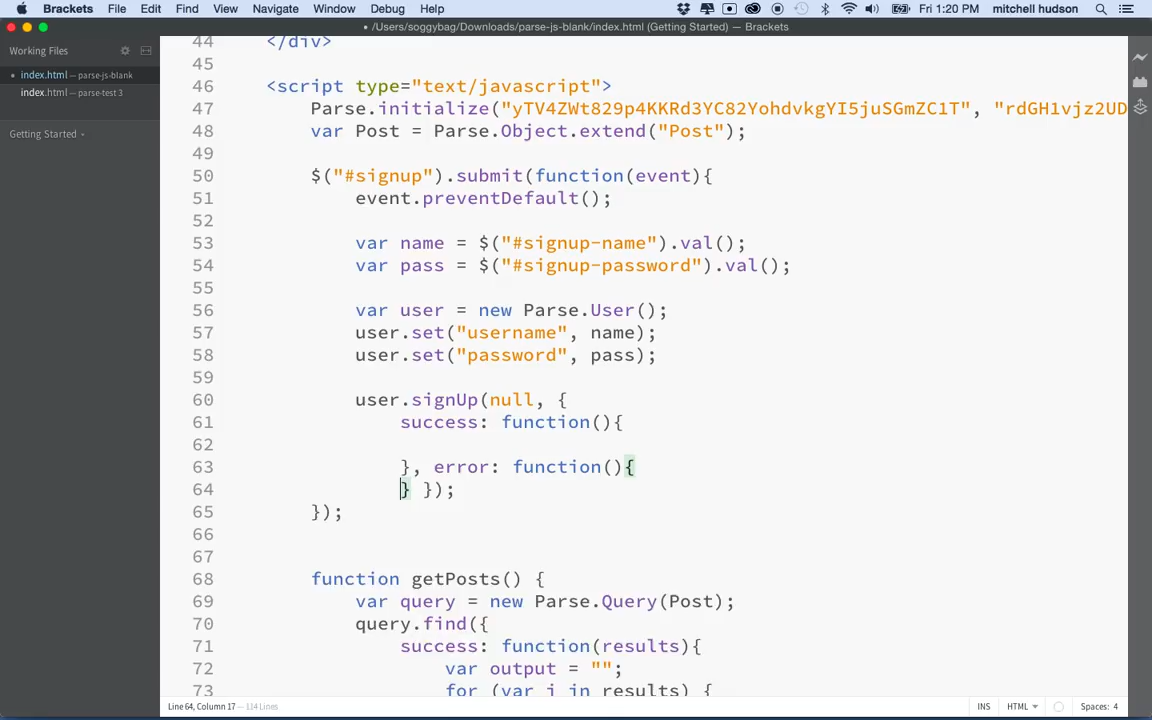 Brackets File Edit Find View Navigate Window Debug Help Fri 1:20 PM mitchell hudson
• /Users/soggybag/Downloads/parse-js-blank/index.html (Getting Started) — Brackets
Working Files
• index.html — parse-js-blank
index.html — parse-test 3
Getting Started
44 </div>
45
46 <script type="text/javascript">
47 Parse.initialize("yTV4ZWt829p4KKRd3YC82YohdvkgYI5juSGmZC1T", "rdGH1vjz2UD
48 var Post = Parse.Object.extend("Post");
49
50 $("#signup").submit(function(event){
51 event.preventDefault();
52
53 var name = $("#signup-name").val();
54 var pass = $("#signup-password").val();
55
56 var user = new Parse.User();
57 user.set("username", name);
58 user.set("password", pass);
59
60 user.signUp(null, {
61 success: function(){
62
63 }, error: function(){
64 } });
65 });
66
67
68 function getPosts() {
69 var query = new Parse.Query(Post);
70 query.find({
71 success: function(results){
72 var output = "";
73 for (var i in results) {
Line 64, Column 17 — 114 Lines INS HTML Spaces: 4